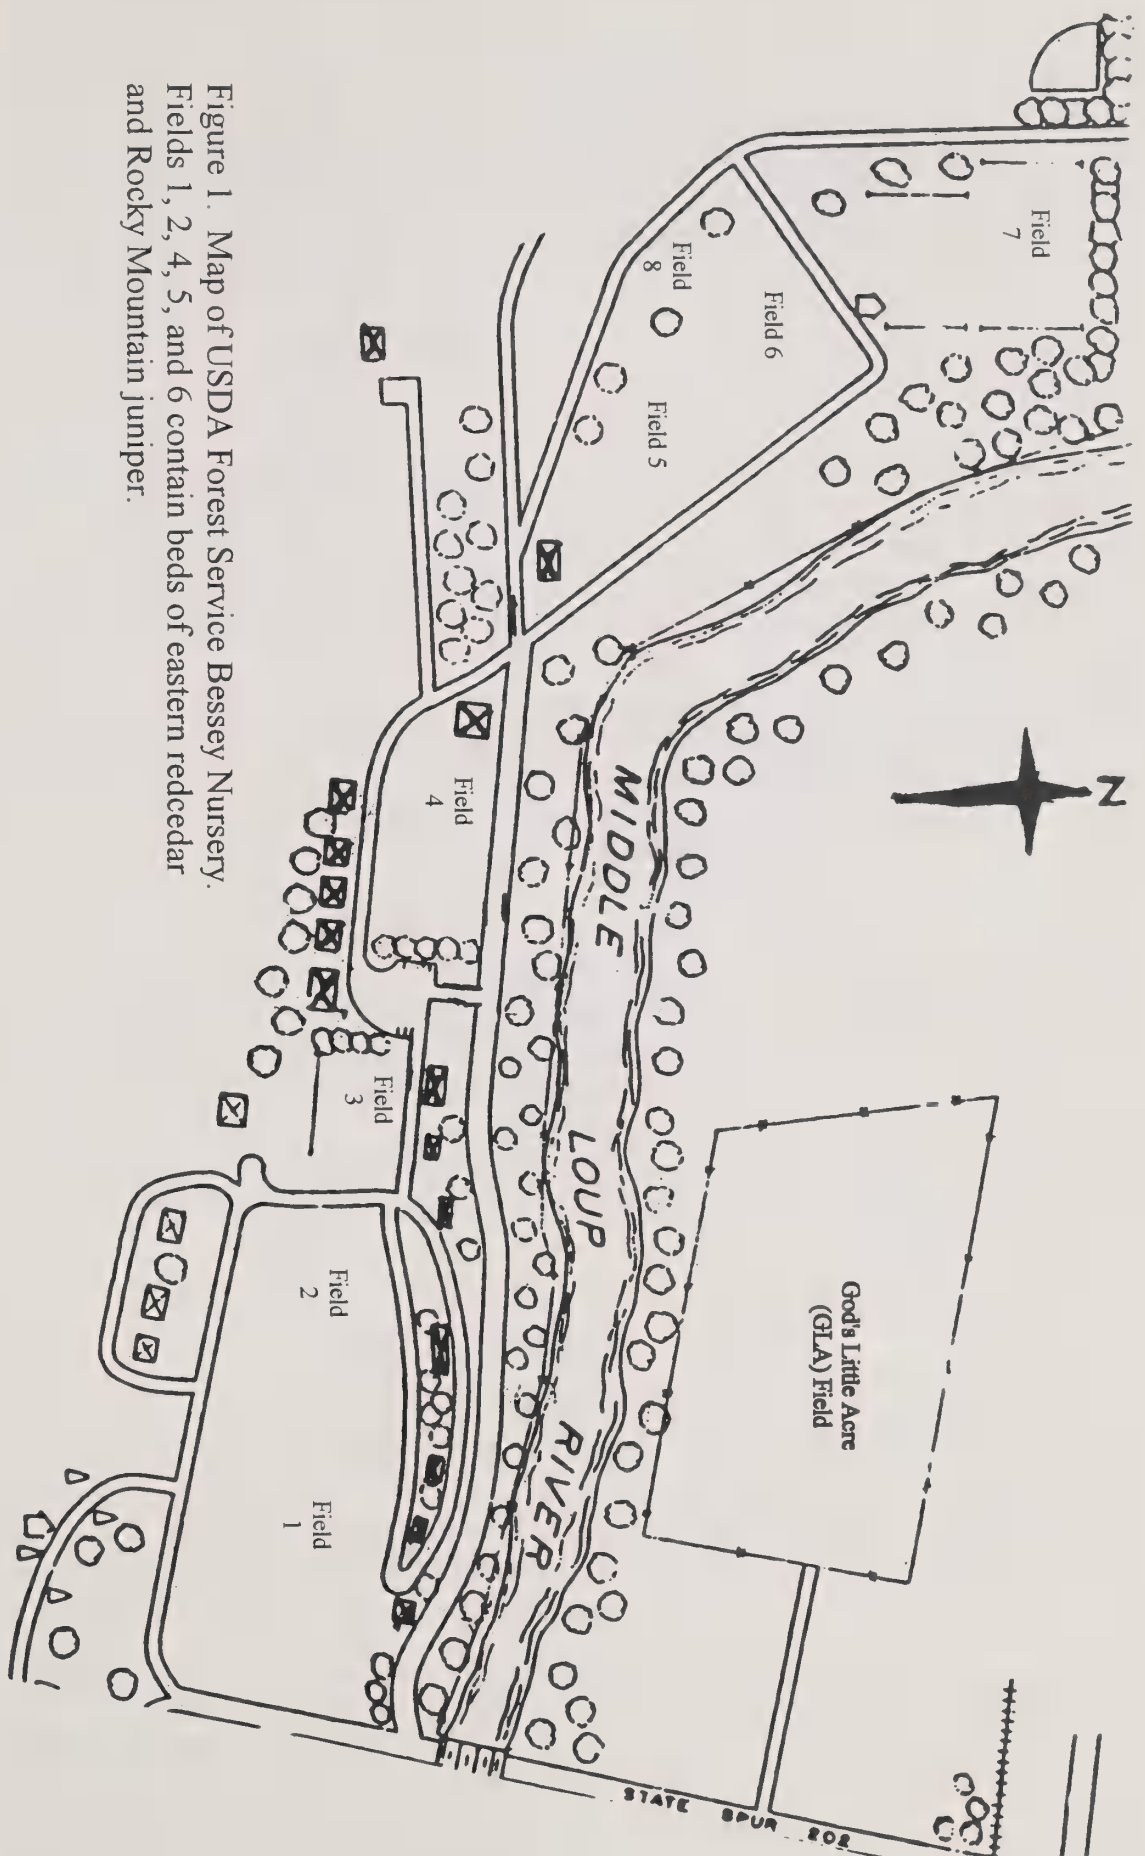 N
Field
7
God's Little Acre
(GLA) Field
STATE SPUR 202
Field 6
Field
8
Field 5
MIDDLE LOUP RIVER
Field
4
Field
3
Field
2
Field
1
Figure 1. Map of USDA Forest Service Bessey Nursery.
Fields 1, 2, 4, 5, and 6 contain beds of eastern redcedar
and Rocky Mountain juniper.